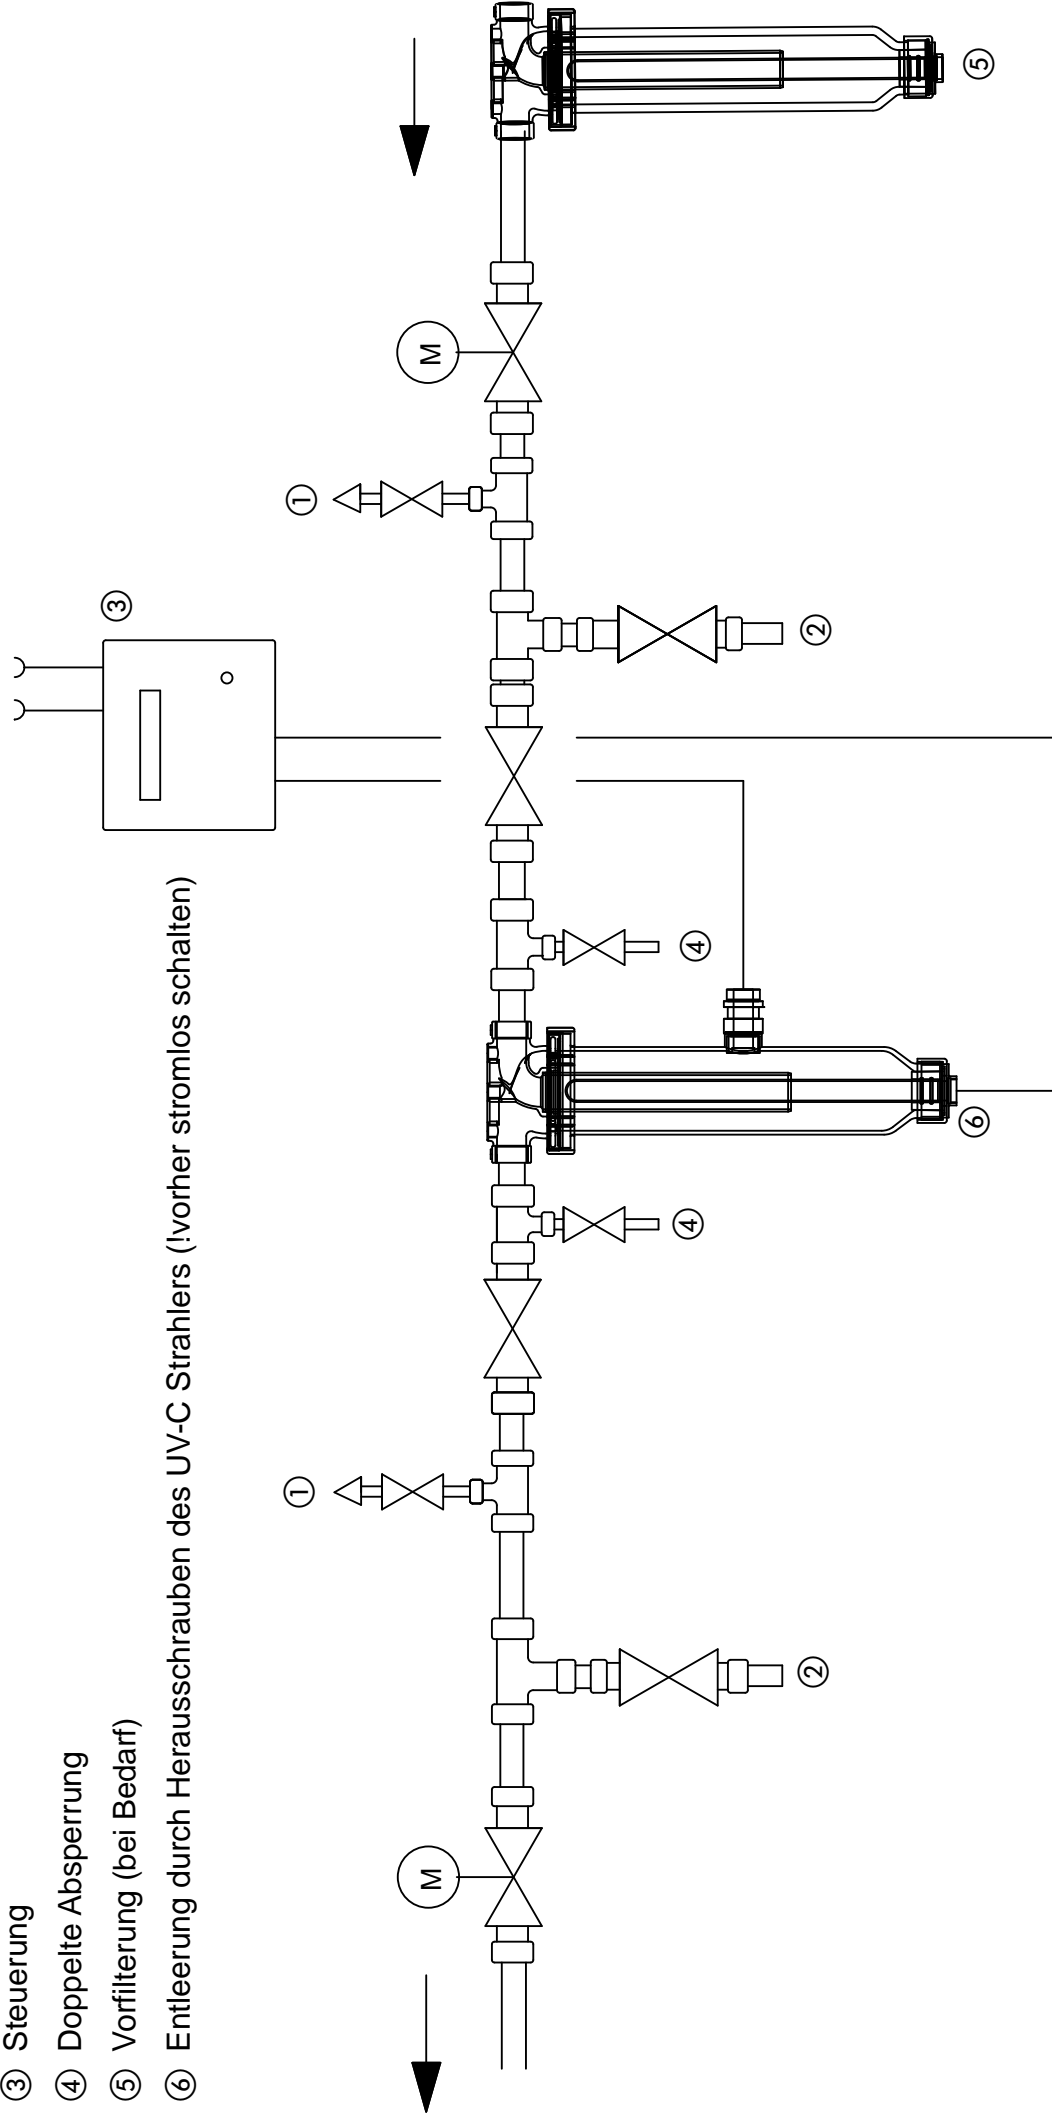 ③ Steuerung
④ Doppelte Absperrung
⑤ Vorfilterung (bei Bedarf)
⑥ Entleerung durch Herausschrauben des UV-C Strahlers (!vorher stromlos schalten)
③
①
①
M
M
②
②
④
④
⑥
⑤